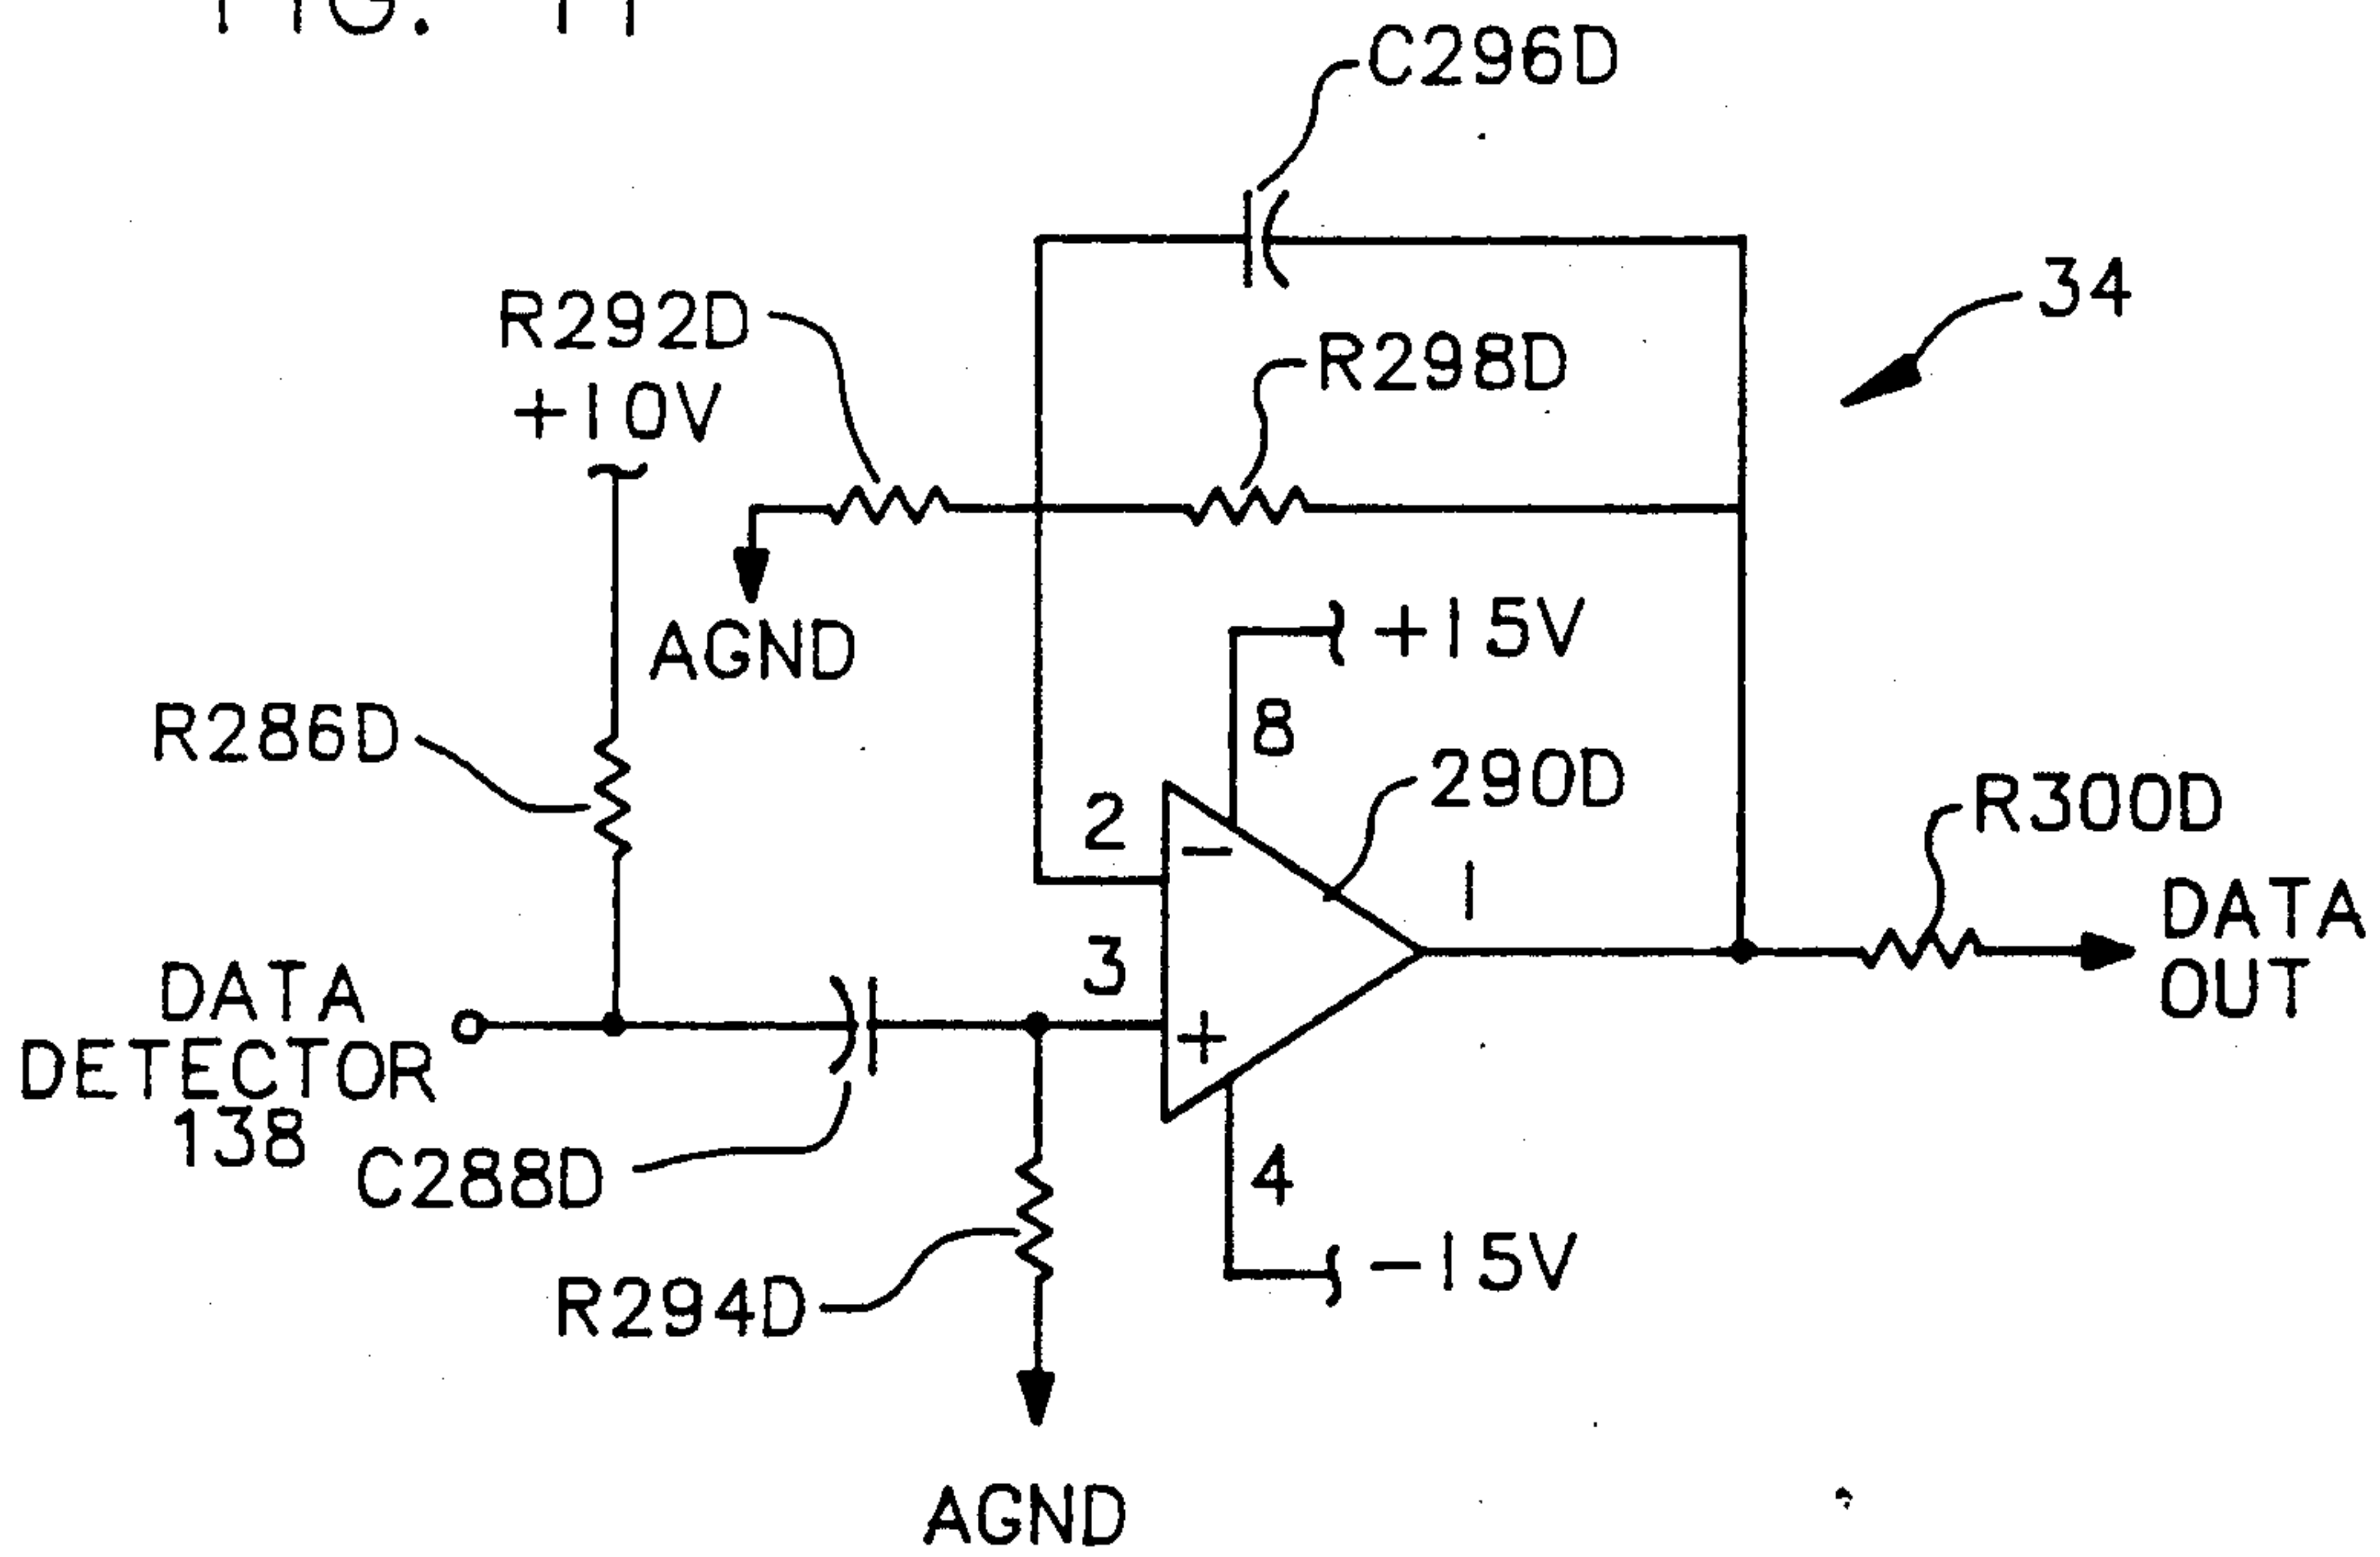 FIG. 11
C296D
34
R292D
R298D
+10V
+15V
AGND
8
R286D
290D
2
R300D
−
1
DATA
OUT
3
DATA
DETECTOR
138
+
C288D
4
−15V
R294D
AGND